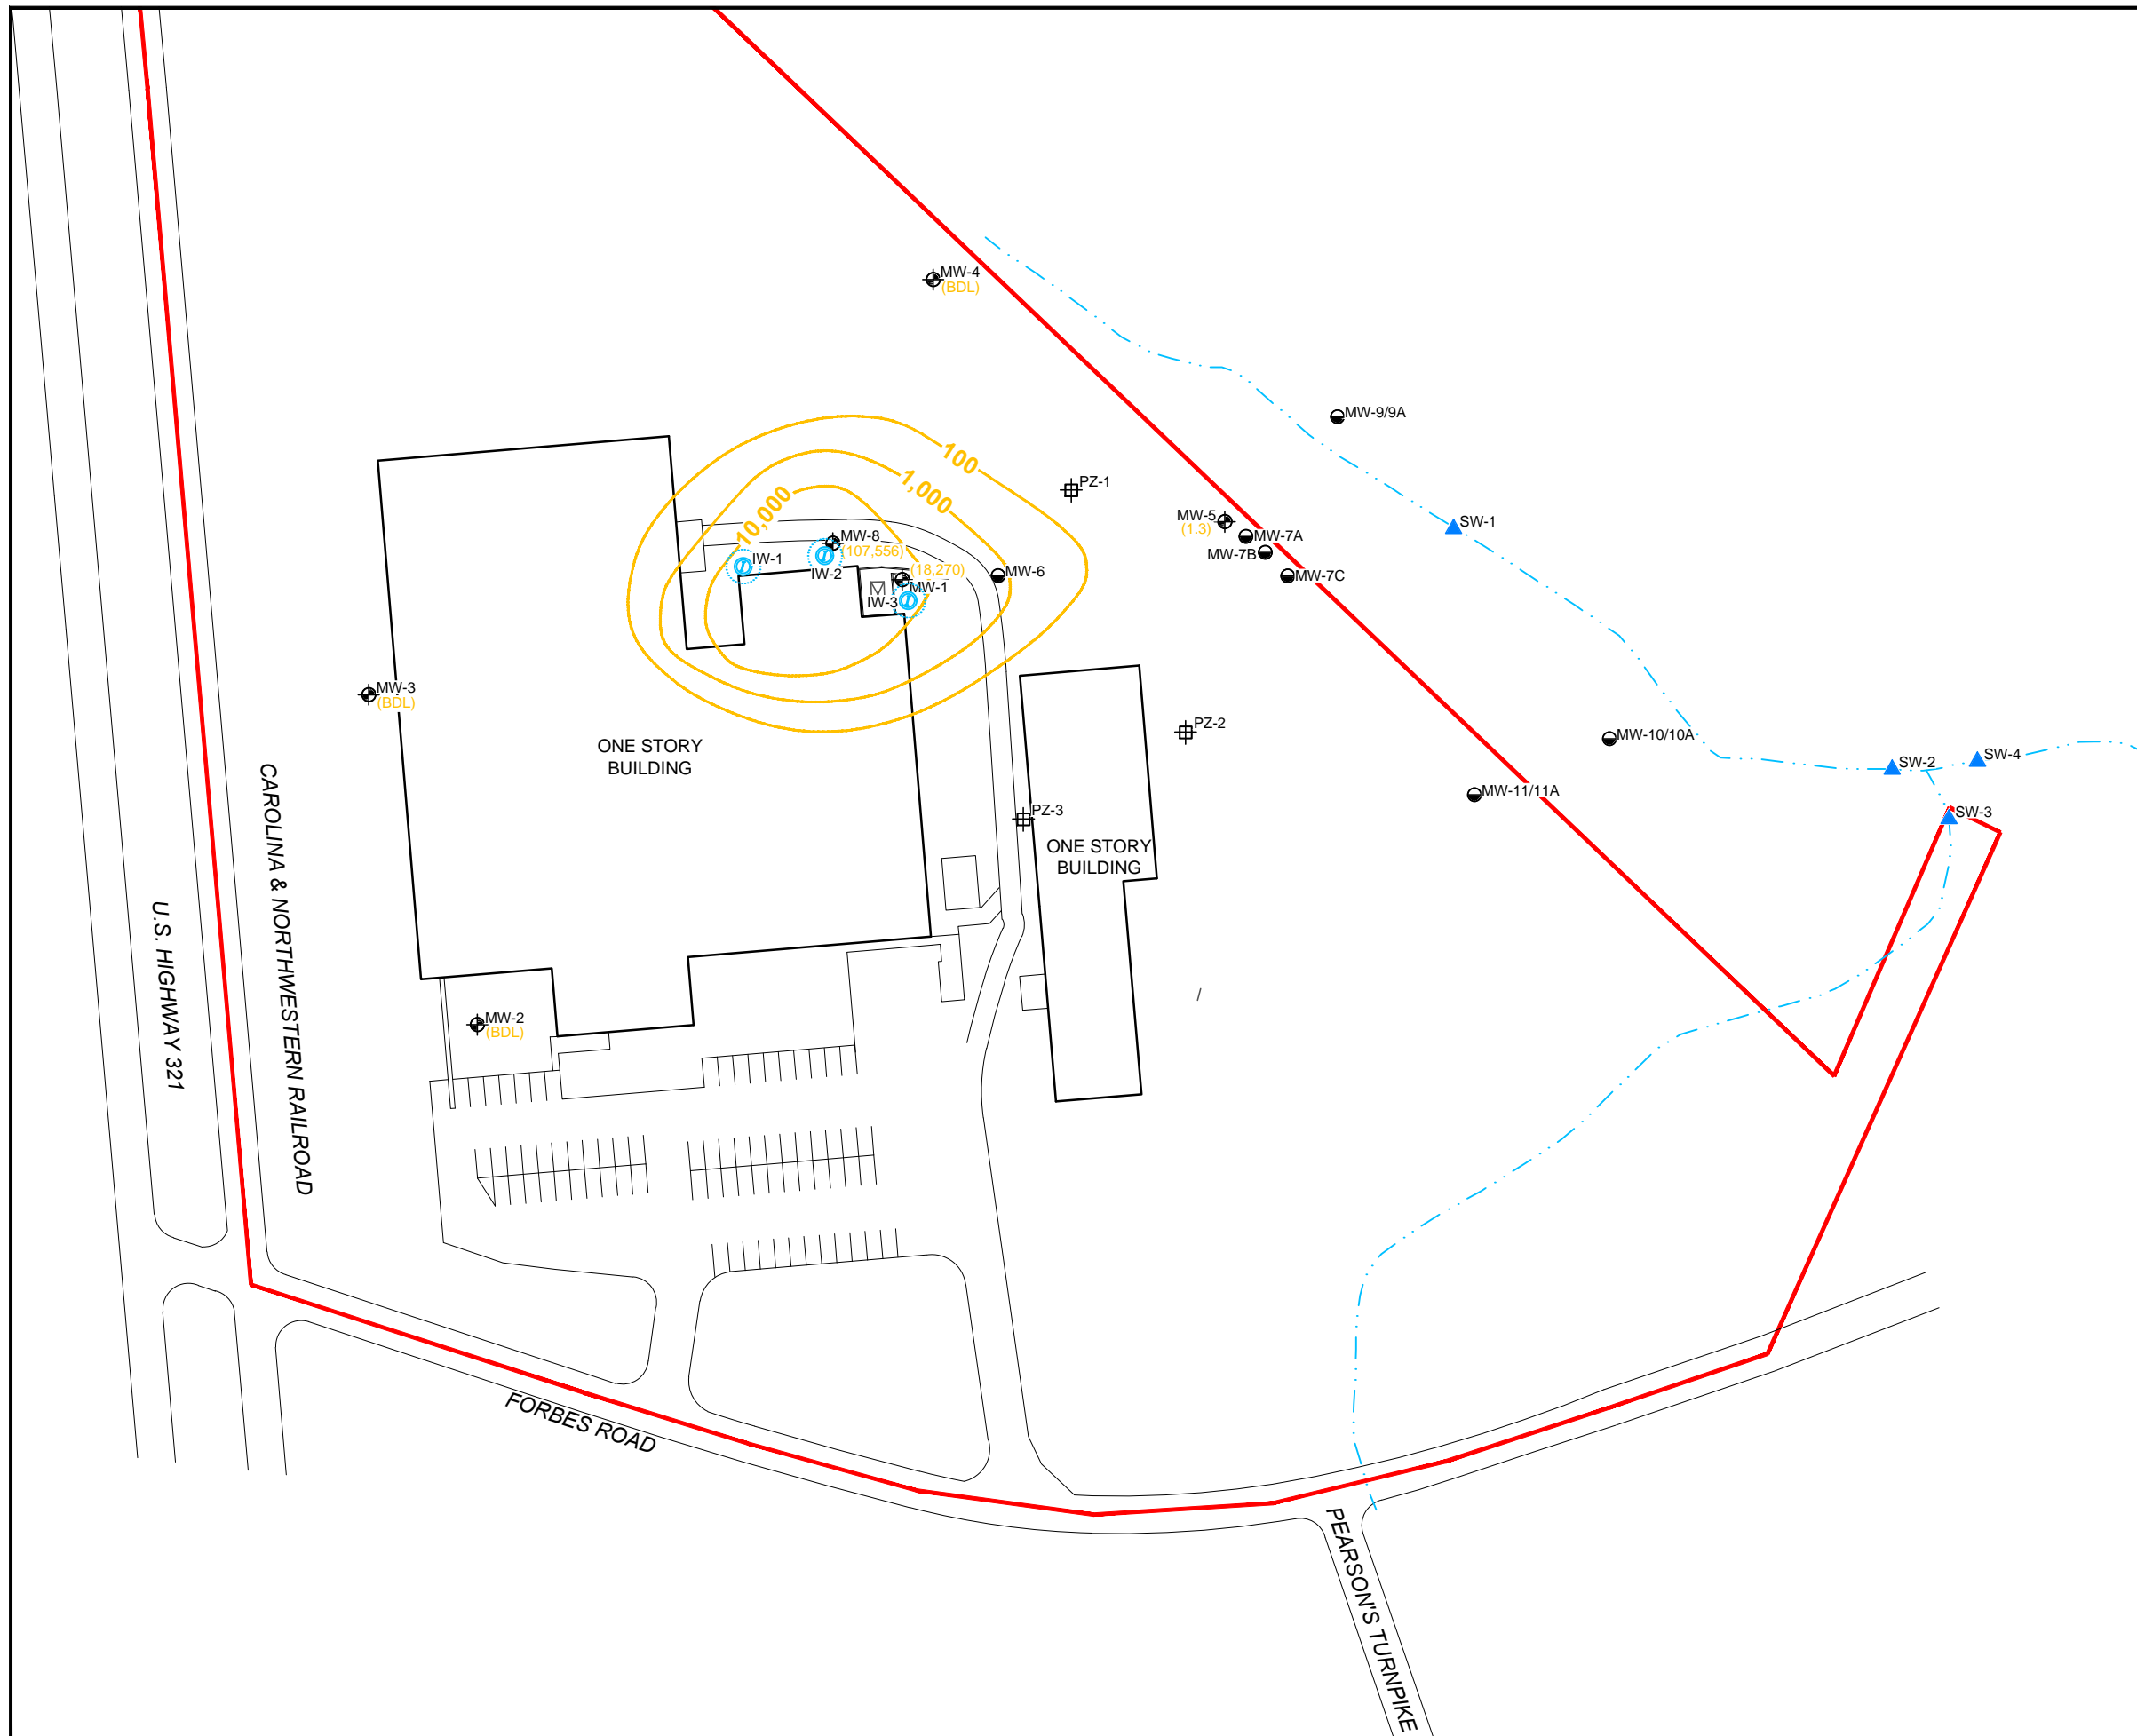 MW-4
(BDL)
MW-9/9A
100
1,000
10,000
PZ-1
MW-5
(1.3)
SW-1
MW-7A
MW-7B
MW-7C
MW-8
(107,556)
IW-1
IW-2
(18,270)
MW-1
IW-3
MW-6
MW-3
(BDL)
PZ-2
MW-10/10A
ONE STORY
BUILDING
SW-2
SW-4
MW-11/11A
SW-3
PZ-3
ONE STORY
BUILDING
CAROLINA & NORTHWESTERN RAILROAD
U.S. HIGHWAY 321
MW-2
(BDL)
FORBES ROAD
PEARSON'S TURNPIKE